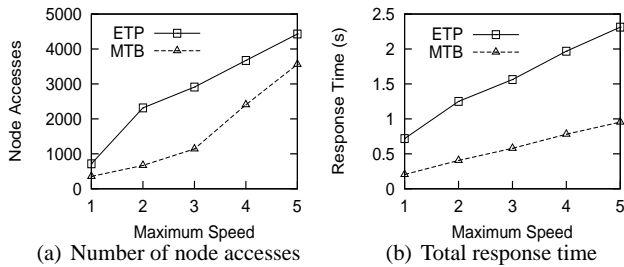 5000
4000
3000
2000
1000
0
Node Accesses
ETP
MTB
1 2 3 4 5
Maximum Speed
(a) Number of node accesses
2.5
2
1.5
1
0.5
0
Response Time (s)
ETP
MTB
1 2 3 4 5
Maximum Speed
(b) Total response time